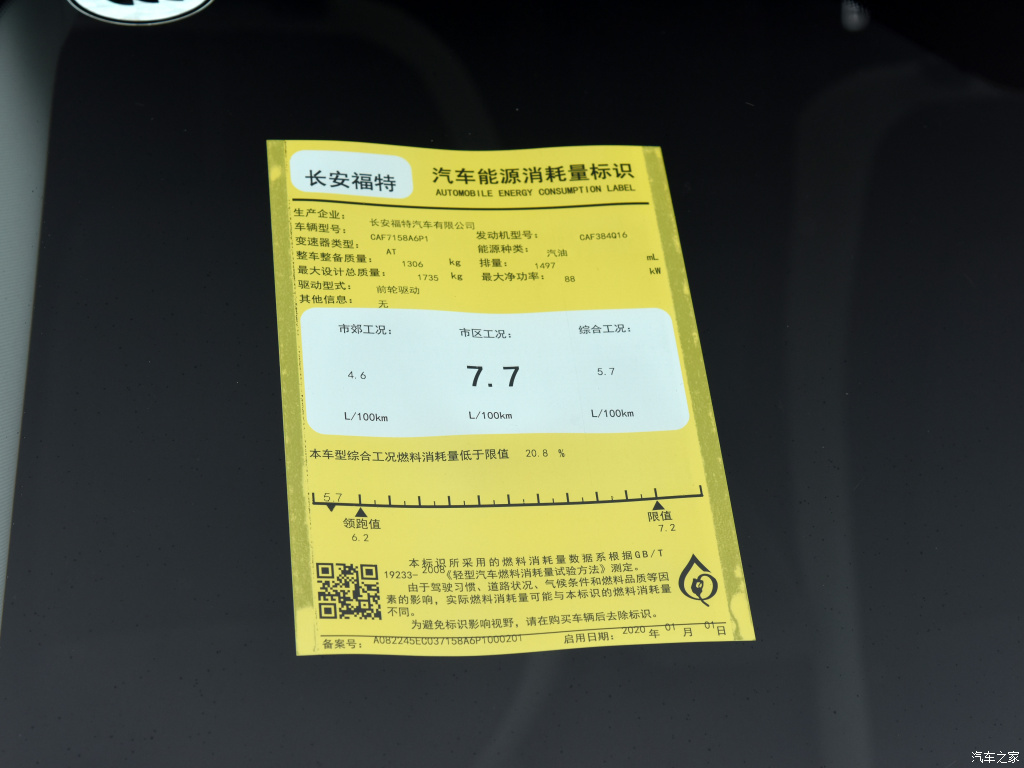 长安福特
汽车能源消耗量标识
AUTOMOBILE ENERGY CONSUMPTION LABEL
生产企业： 长安福特汽车有限公司
车辆型号： CAF7158A6P1 发动机型号： CAF384Q16
变速器类型： AT 能源种类： 汽油
整车整备质量： 1306 kg 排量： 1497 mL
最大设计总质量： 1735 kg 最大净功率： 88 kW
驱动型式： 前轮驱动
其他信息： 无
市郊工况： 市区工况： 综合工况：
4.6 7.7 5.7
L/100km L/100km L/100km
本车型综合工况燃料消耗量低于限值 20.8 %
5.7
领跑值 限值
6.2 7.2
本标识所采用的燃料消耗量数据系根据GB/T
19233-2008《轻型汽车燃料消耗量试验方法》测定。
由于驾驶习惯、道路状况、气候条件和燃料品质等因
素的影响，实际燃料消耗量可能与本标识的燃料消耗量
不同。
为避免标识影响视野，请在购买车辆后去除标识。
备案号： A0B2245EC037158A6P1000201 启用日期： 2020 年 01 月 01 日
汽车之家